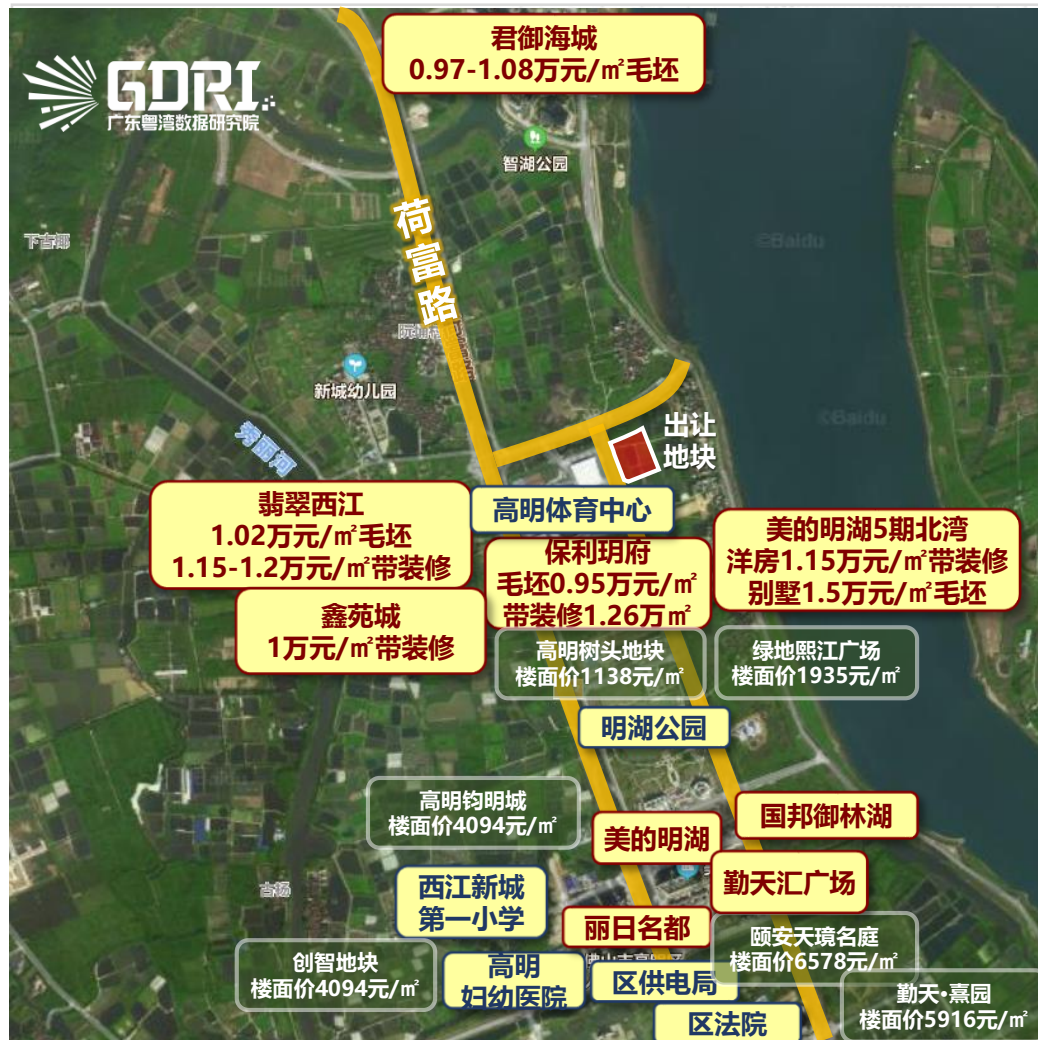 君御海城
0.97-1.08万元/㎡毛坯
GDRI
广东粤湾数据研究院
智湖公园
荷富路
下吉鄉
©Baidu
新城幼儿园
秀丽河
©Baidu
出让
地块
翡翠西江
1.02万元/㎡毛坯
1.15-1.2万元/㎡带装修
高明体育中心
保利玥府
毛坯0.95万元/㎡
带装修1.26万㎡
美的明湖5期北湾
洋房1.15万元/㎡带装修
别墅1.5万元/㎡毛坯
鑫苑城
1万元/㎡带装修
高明树头地块
楼面价1138元/㎡
绿地熙江广场
楼面价1935元/㎡
明湖公园
高明钧明城
楼面价4094元/㎡
美的明湖
国邦御林湖
西江新城
第一小学
勤天汇广场
古扬
丽日名都
颐安天璄名庭
楼面价6578元/㎡
创智地块
楼面价4094元/㎡
高明
妇幼医院
区供电局
勤天•熹园
楼面价5916元/㎡
区法院